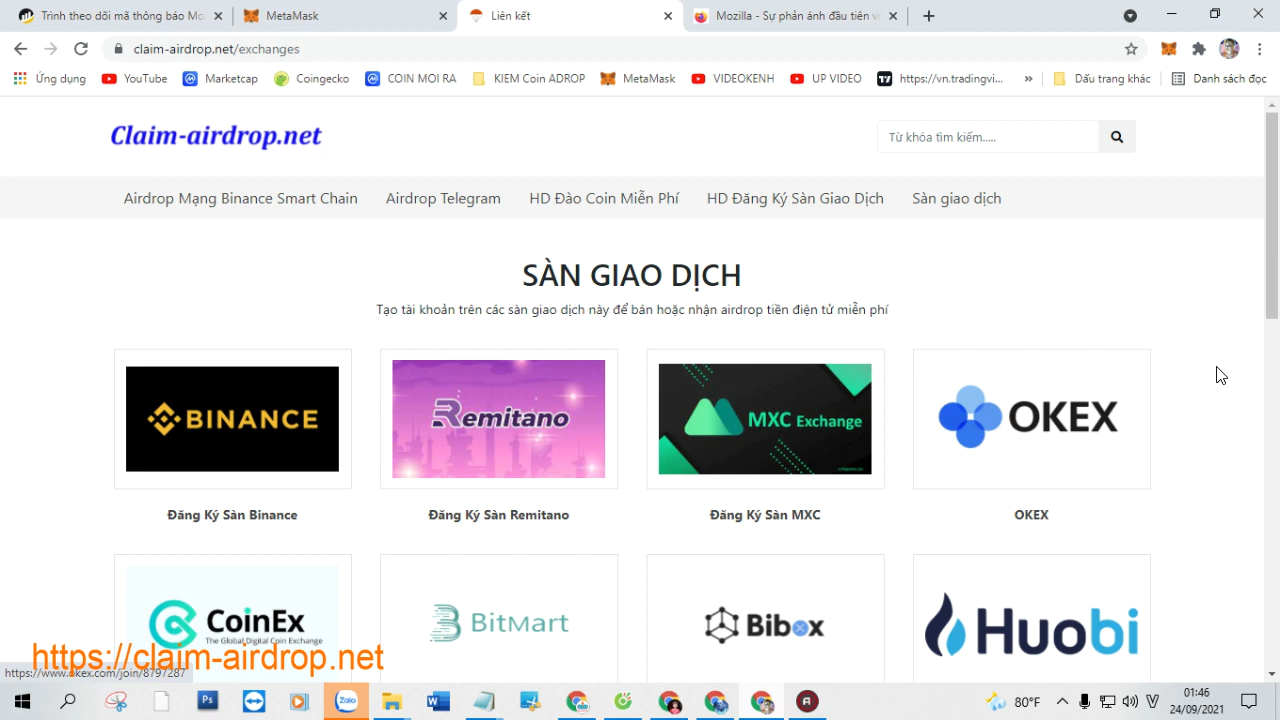 Trình theo dõi mã thông báo Mo
MetaMask
Liên kết
Mozilla - Sự phản ánh đầu tiên v
claim-airdrop.net/exchanges
Ứng dụng
YouTube
Marketcap
Coingecko
COIN MOI RA
KIEM Coin ADROP
MetaMask
VIDEOKENH
UP VIDEO
https://vn.tradingvi...
»
Dấu trang khác
Danh sách đọc
Claim-airdrop.net
Từ khóa tìm kiếm.....
Airdrop Mạng Binance Smart Chain
Airdrop Telegram
HD Đào Coin Miễn Phí
HD Đăng Ký Sàn Giao Dịch
Sàn giao dịch
SÀN GIAO DỊCH
Tạo tài khoản trên các sàn giao dịch này để bán hoặc nhận airdrop tiền điện tử miễn phí
BINANCE
Remitano
MXC Exchange
OKEX
Đăng Ký Sàn Binance
Đăng Ký Sàn Remitano
Đăng Ký Sàn MXC
OKEX
CoinEx
The Global Digital Coin Exchange
BitMart
Bibox
Huobi
https://claim-airdrop.net
https://www.okex.com/join/8797287
Ps
Zalo
80°F
01:46
24/09/2021